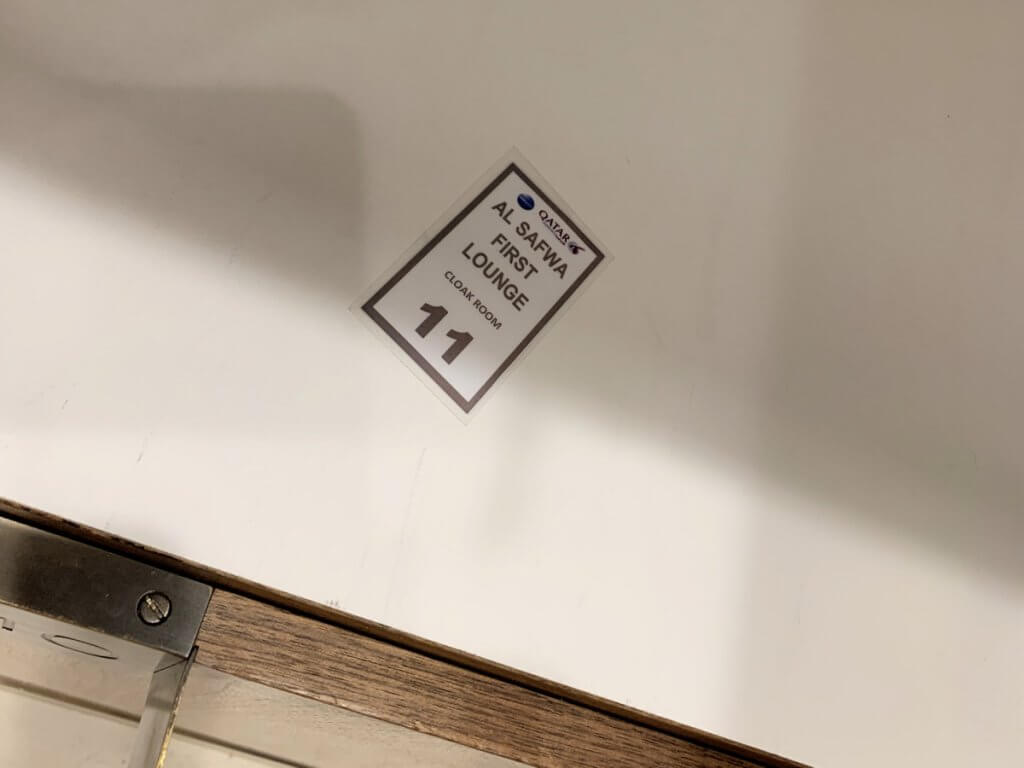 QATAR
AL SAFWA
FIRST
LOUNGE
CLOAK ROOM
11